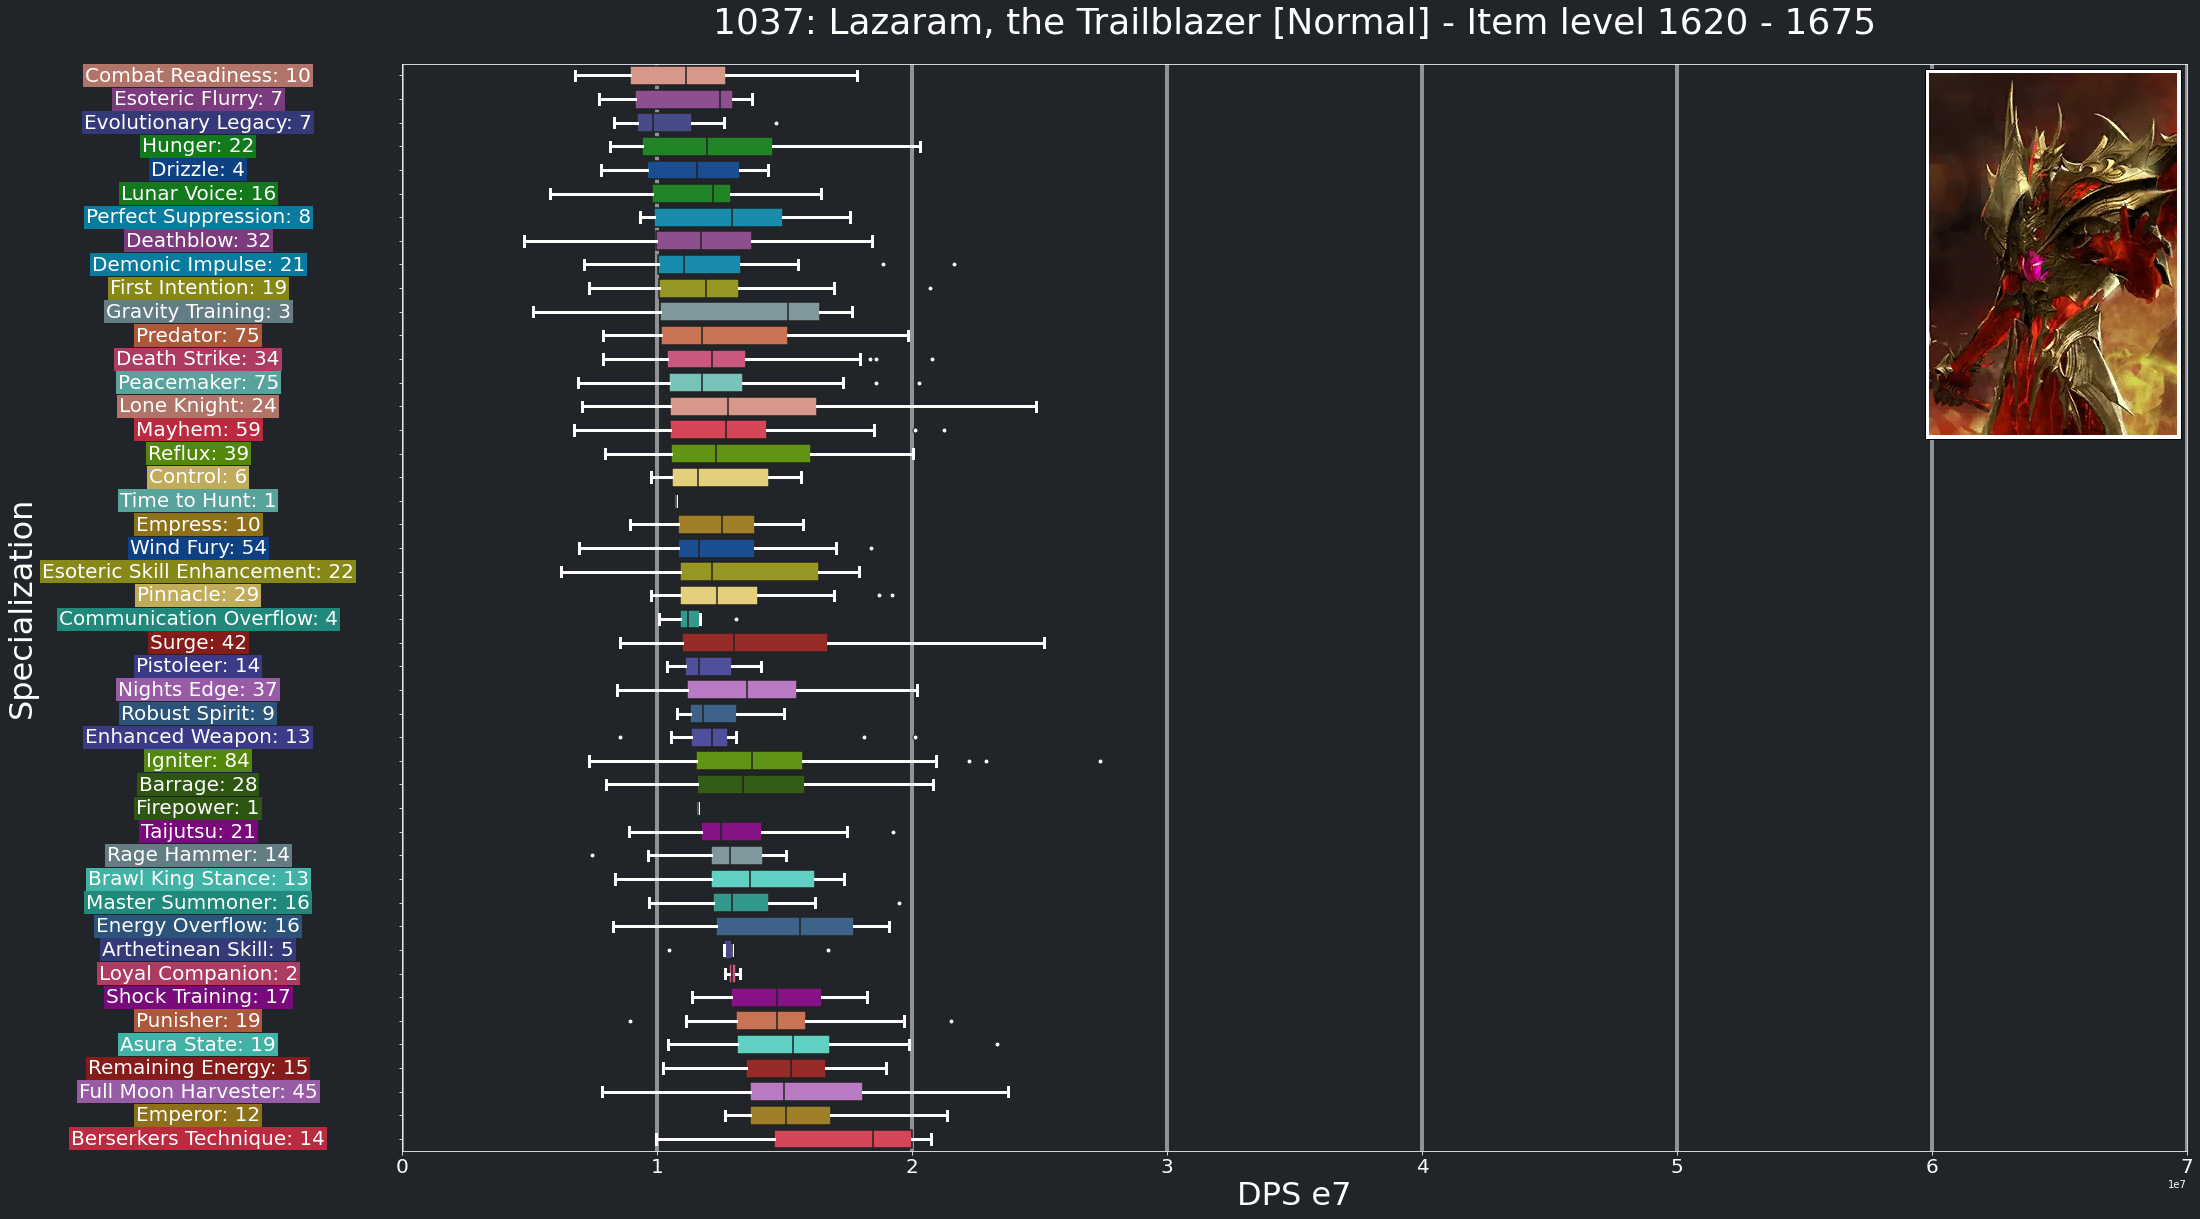 1037: Lazaram, the Trailblazer [Normal] - Item level 1620 - 1675
Specialization
Combat Readiness: 10
Esoteric Flurry: 7
Evolutionary Legacy: 7
Hunger: 22
Drizzle: 4
Lunar Voice: 16
Perfect Suppression: 8
Deathblow: 32
Demonic Impulse: 21
First Intention: 19
Gravity Training: 3
Predator: 75
Death Strike: 34
Peacemaker: 75
Lone Knight: 24
Mayhem: 59
Reflux: 39
Control: 6
Time to Hunt: 1
Empress: 10
Wind Fury: 54
Esoteric Skill Enhancement: 22
Pinnacle: 29
Communication Overflow: 4
Surge: 42
Pistoleer: 14
Nights Edge: 37
Robust Spirit: 9
Enhanced Weapon: 13
Igniter: 84
Barrage: 28
Firepower: 1
Taijutsu: 21
Rage Hammer: 14
Brawl King Stance: 13
Master Summoner: 16
Energy Overflow: 16
Arthetinean Skill: 5
Loyal Companion: 2
Shock Training: 17
Punisher: 19
Asura State: 19
Remaining Energy: 15
Full Moon Harvester: 45
Emperor: 12
Berserkers Technique: 14
0 1 2 3 4 5 6 7
1e7
DPS e7